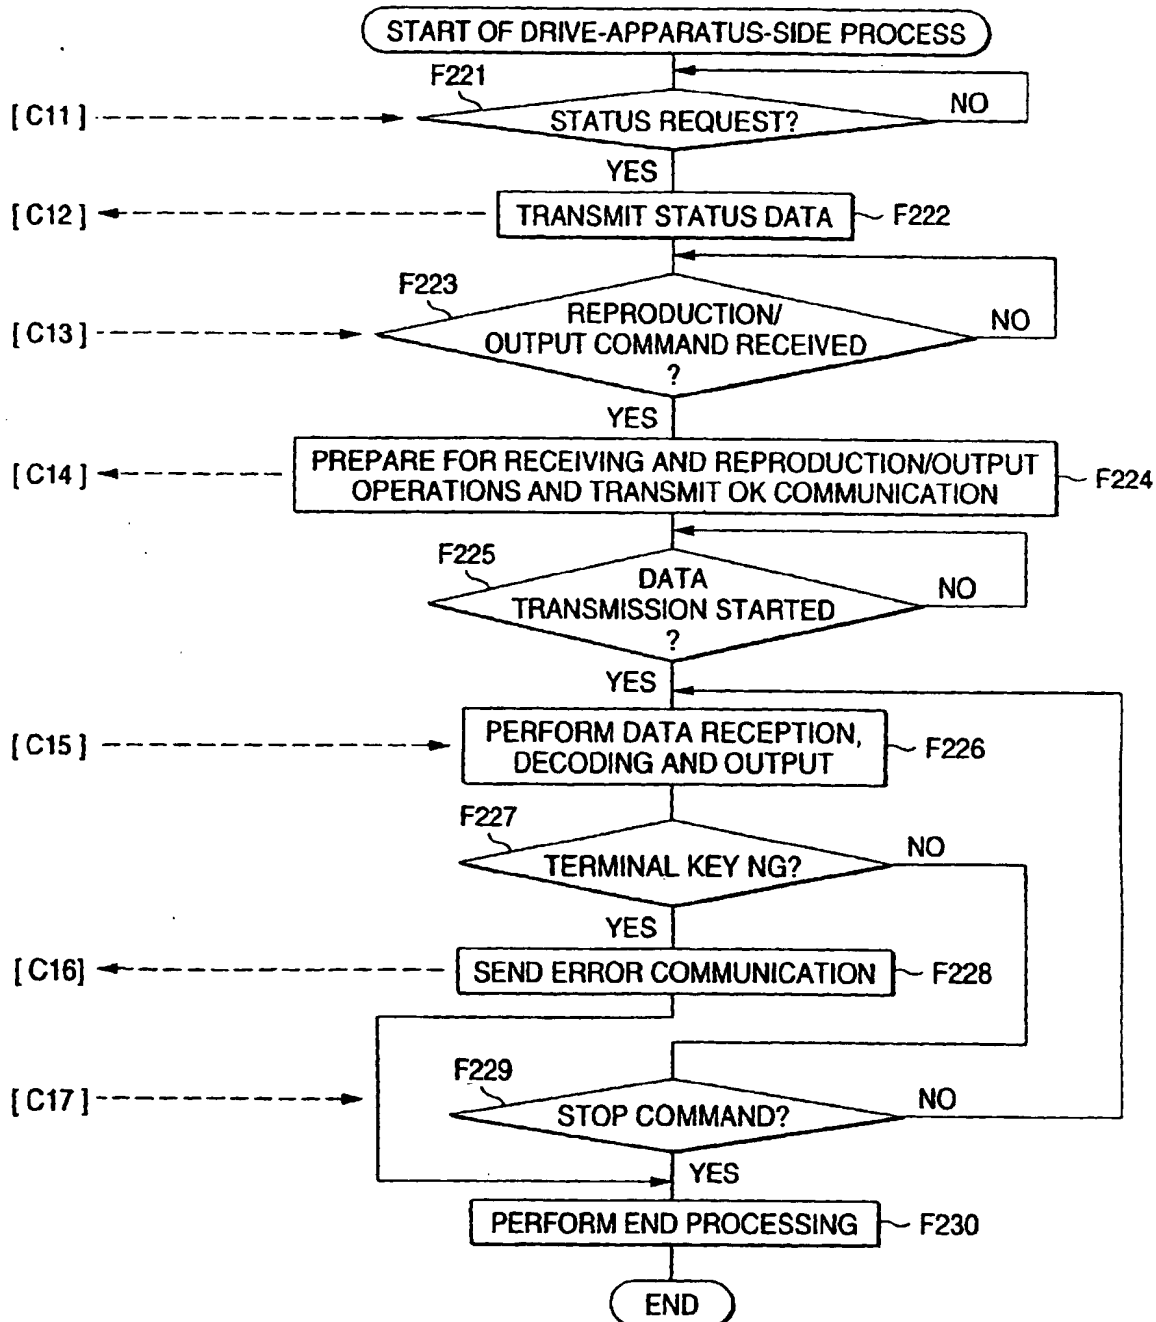 START OF DRIVE-APPARATUS-SIDE PROCESS
F221
[C11]
STATUS REQUEST?
NO
YES
[C12]
TRANSMIT STATUS DATA
F222
F223
[C13]
REPRODUCTION/
OUTPUT COMMAND RECEIVED
?
NO
YES
[C14]
PREPARE FOR RECEIVING AND REPRODUCTION/OUTPUT
OPERATIONS AND TRANSMIT OK COMMUNICATION
F224
F225
DATA
TRANSMISSION STARTED
?
NO
YES
[C15]
PERFORM DATA RECEPTION,
DECODING AND OUTPUT
F226
F227
TERMINAL KEY NG?
NO
YES
[C16]
SEND ERROR COMMUNICATION
F228
F229
[C17]
STOP COMMAND?
NO
YES
PERFORM END PROCESSING
F230
END